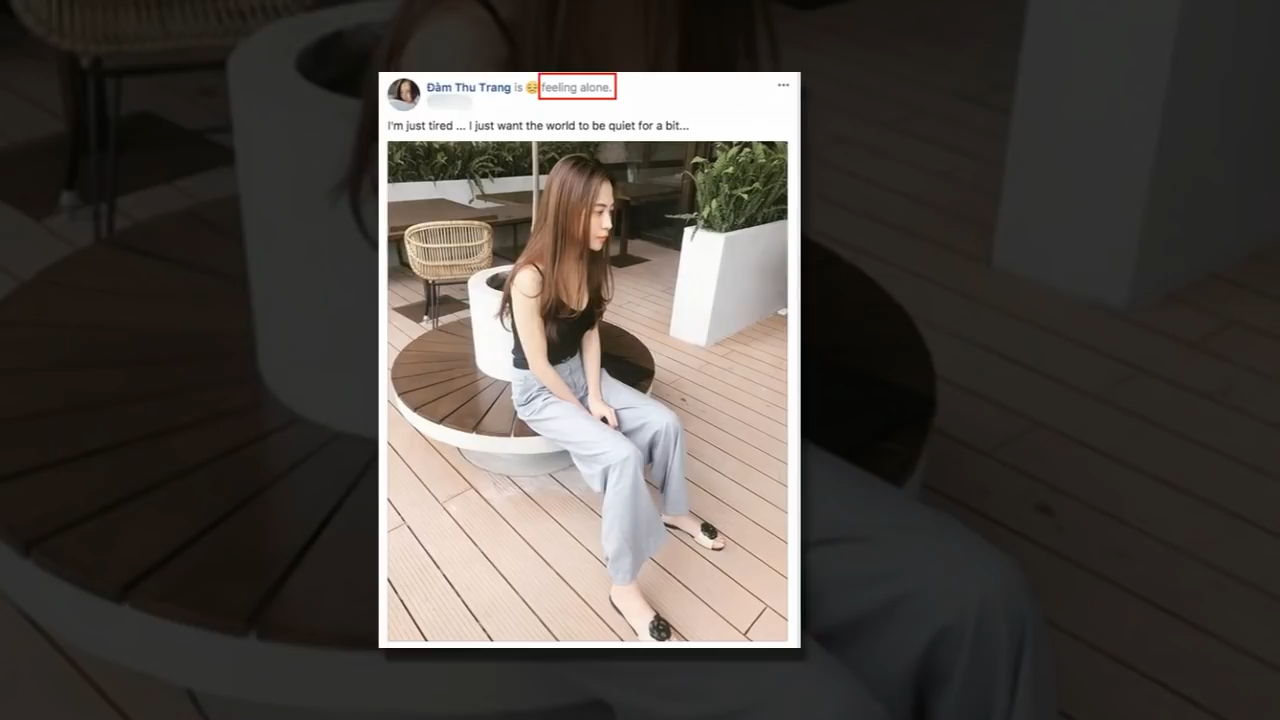 Đàm Thu Trang is feeling alone.
I'm just tired ... I just want the world to be quiet for a bit...